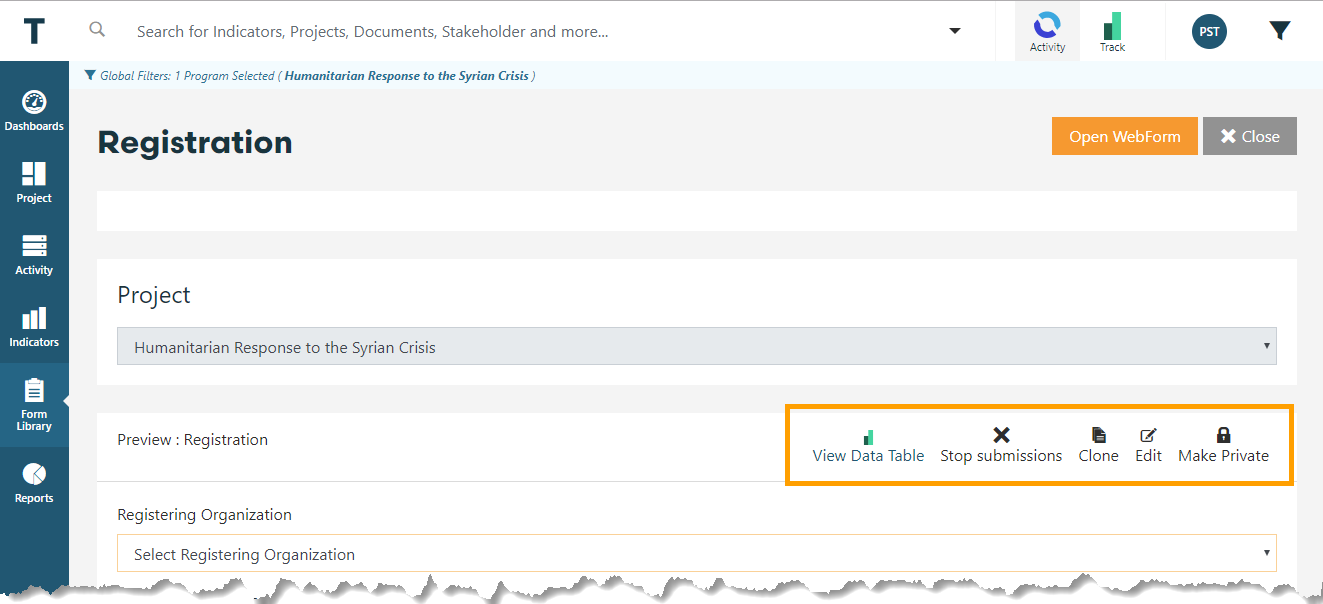 T
Search for Indicators, Projects, Documents, Stakeholder and more...
Activity
Track
PST
Global Filters: 1 Program Selected ( Humanitarian Response to the Syrian Crisis )
Dashboards
Project
Activity
Indicators
Form
Library
Reports
Registration
Open WebForm
Close
Project
Humanitarian Response to the Syrian Crisis
Preview : Registration
View Data Table
Stop submissions
Clone
Edit
Make Private
Registering Organization
Select Registering Organization